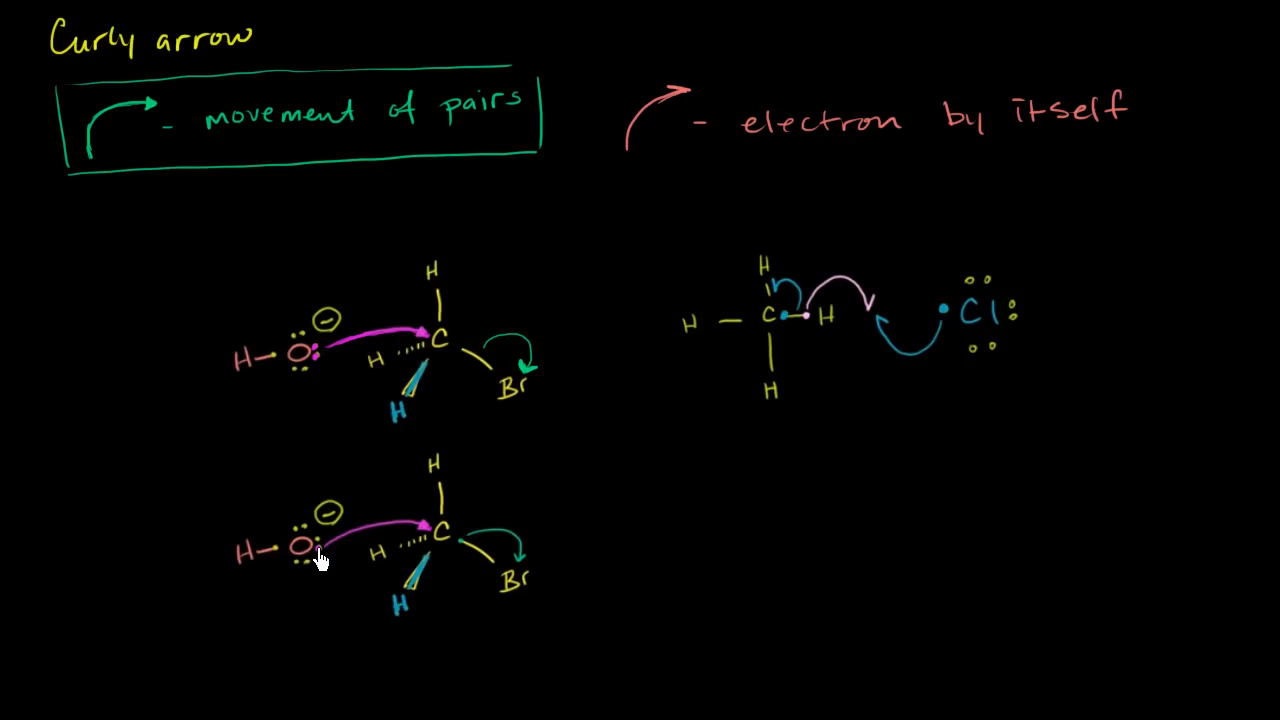 Curly arrow
- movement of pairs
- electron by itself
H
H - O: ⊖
H C
H Br
H
H - C - H Cl
H
H
H - O: ⊖
H C
H Br